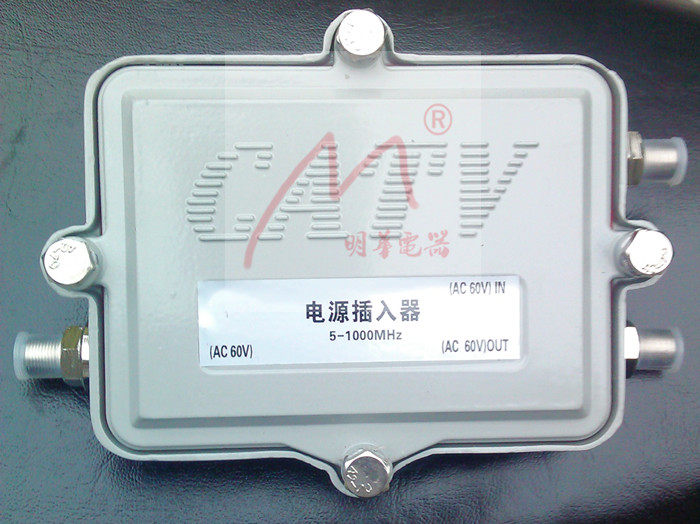 ®
CATV
明華電器
(AC 60V) IN
电源插入器
5-1000MHz
(AC 60V)
(AC 60V)OUT